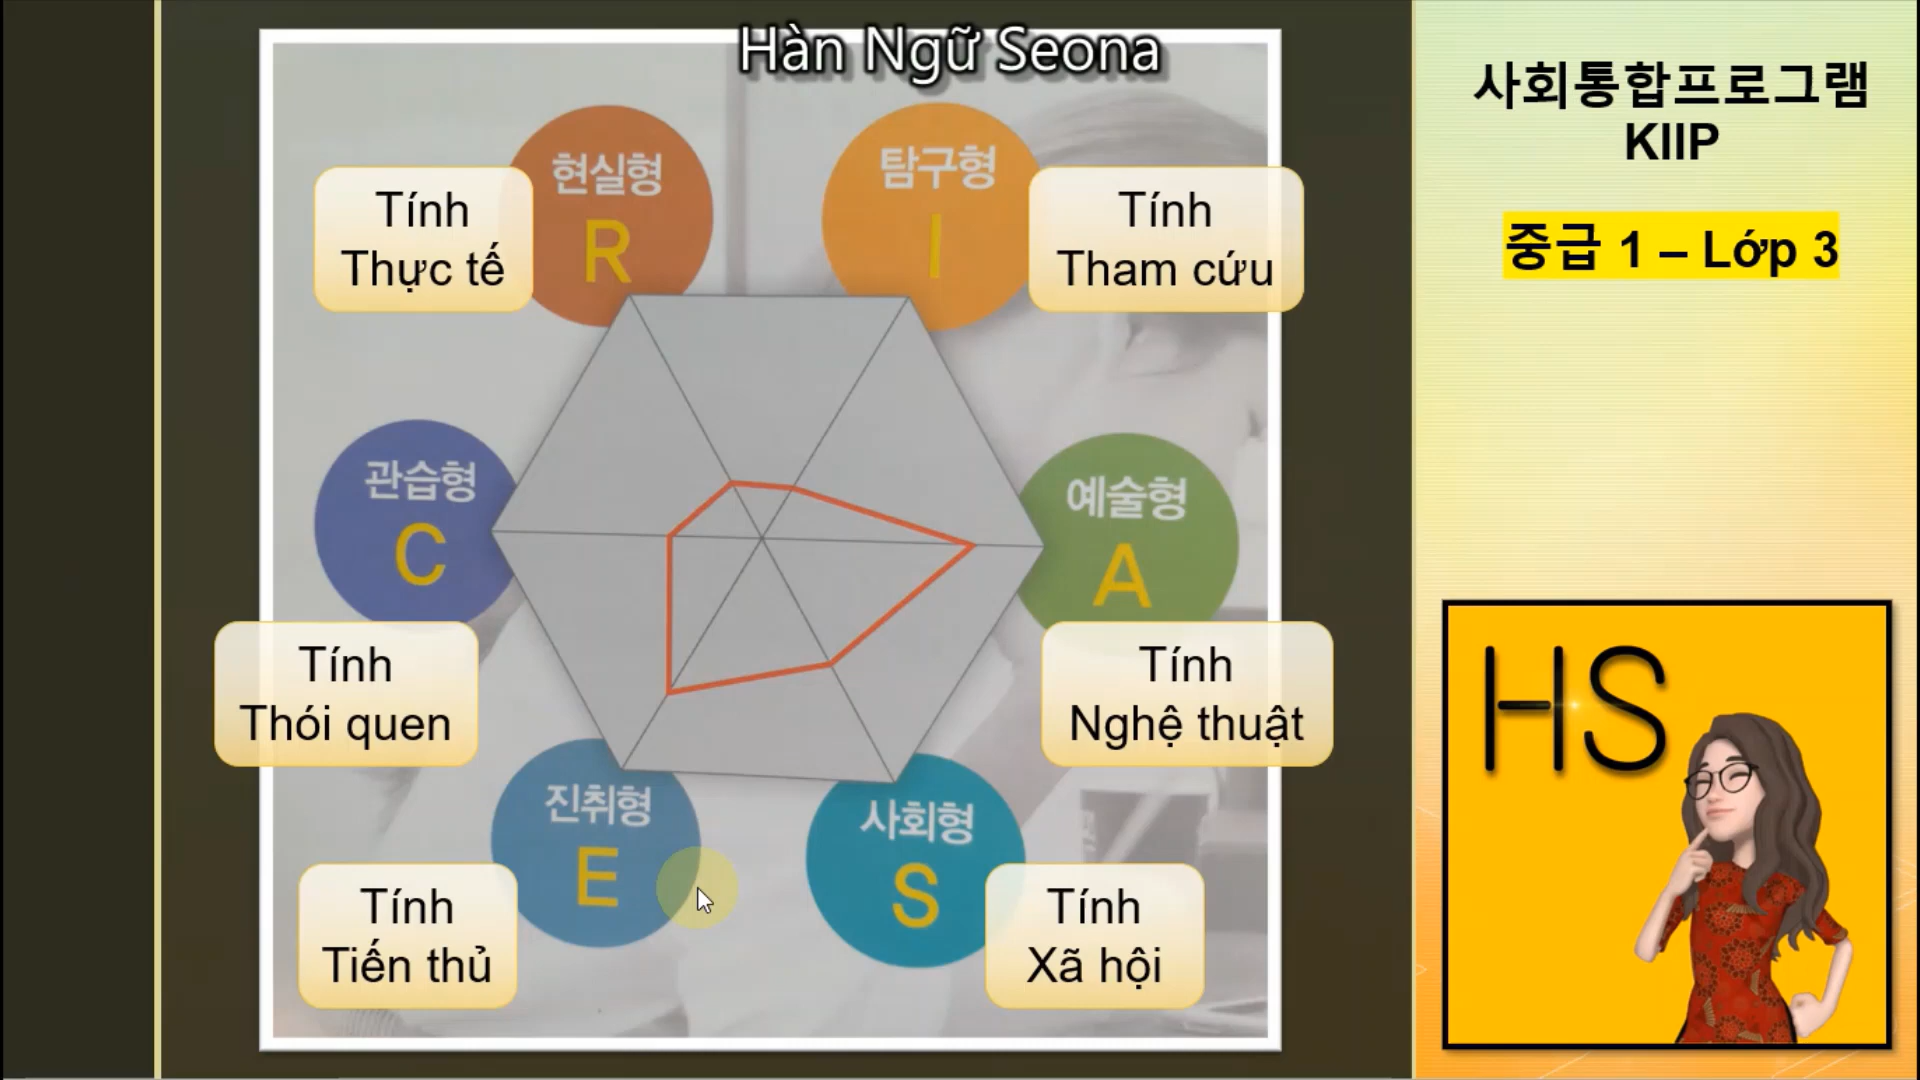 Hàn Ngữ Seona
사회통합프로그램
KIIP
중급 1 – Lớp 3
현실형
R
Tính
Thực tế
탐구형
I
Tính
Tham cứu
관습형
C
Tính
Thói quen
예술형
A
Tính
Nghệ thuật
진취형
E
Tính
Tiến thủ
사회형
S
Tính
Xã hội
HS